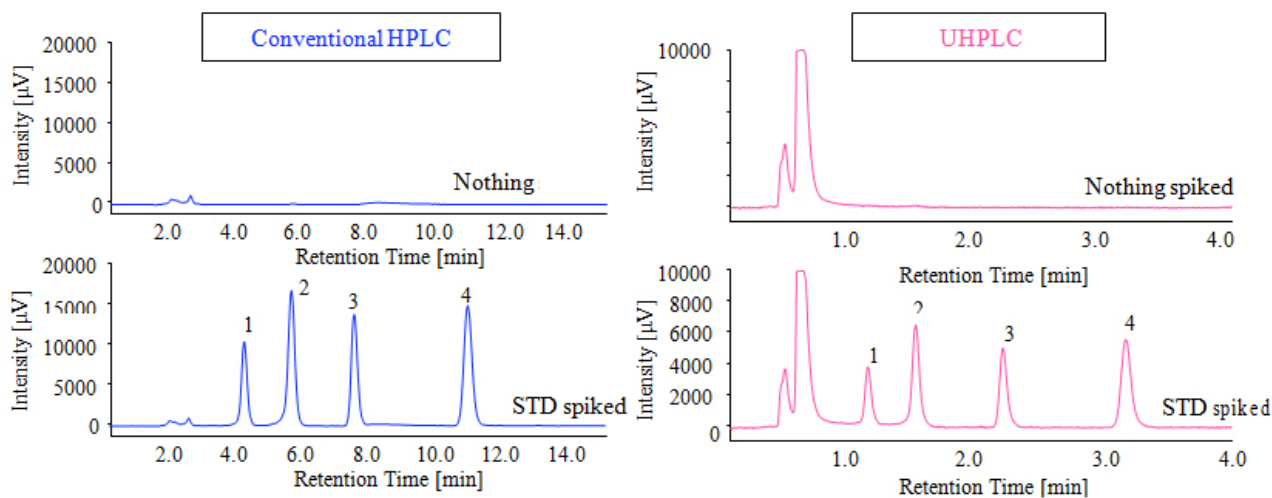 Conventional HPLC
20000
15000
10000
5000
0
Intensity [µV]
Nothing
2.0 4.0 6.0 8.0 10.0 12.0 14.0
Retention Time [min]
20000
15000
10000
5000
0
Intensity [µV]
1
2
3
4
STD spiked
2.0 4.0 6.0 8.0 10.0 12.0 14.0
Retention Time [min]
UHPLC
10000
Intensity [µV]
Nothing spiked
1.0 2.0 3.0 4.0
Retention Time [min]
10000
8000
6000
4000
2000
0
Intensity [µV]
1
2
3
4
STD spiked
1.0 2.0 3.0 4.0
Retention Time [min]